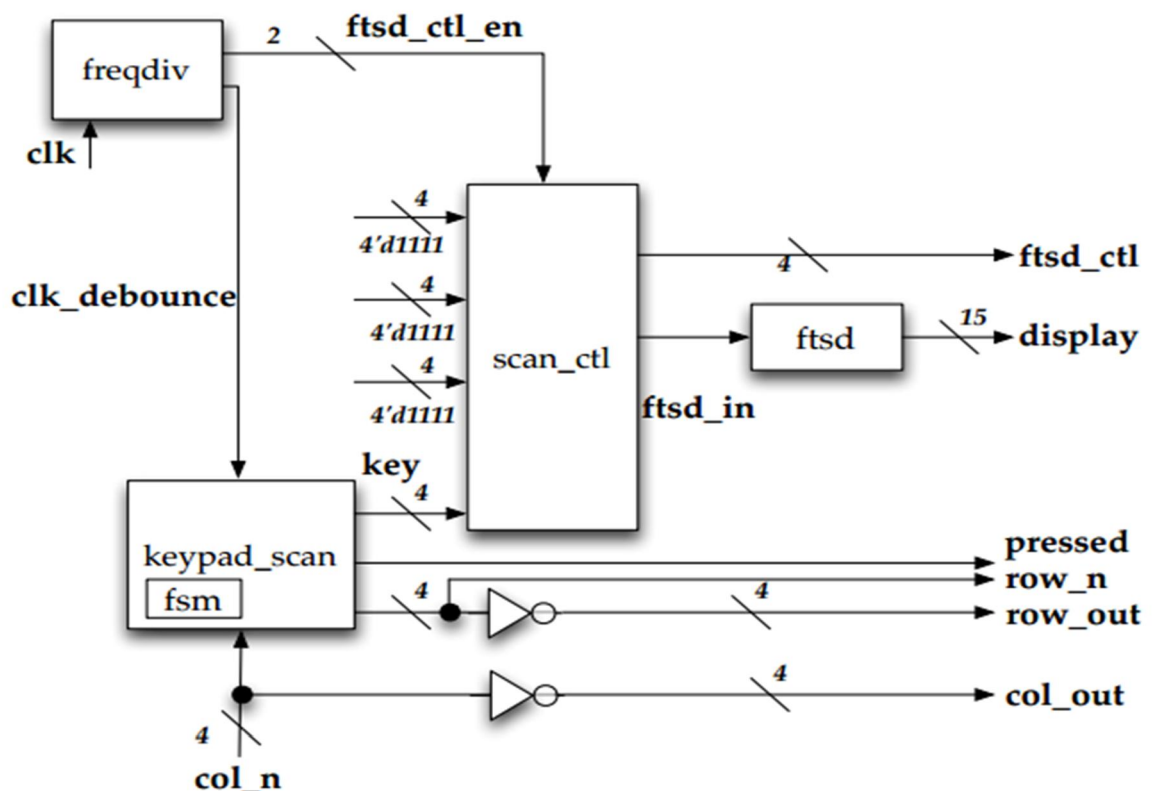 2
ftsd_ctl_en
freqdiv
clk
4
4'd1111
4
ftsd_ctl
4
clk_debounce
4'd1111
scan_ctl
ftsd
15
display
4
4'd1111
ftsd_in
key
4
keypad_scan
fsm
pressed
row_n
4
4
row_out
4
col_out
4
col_n